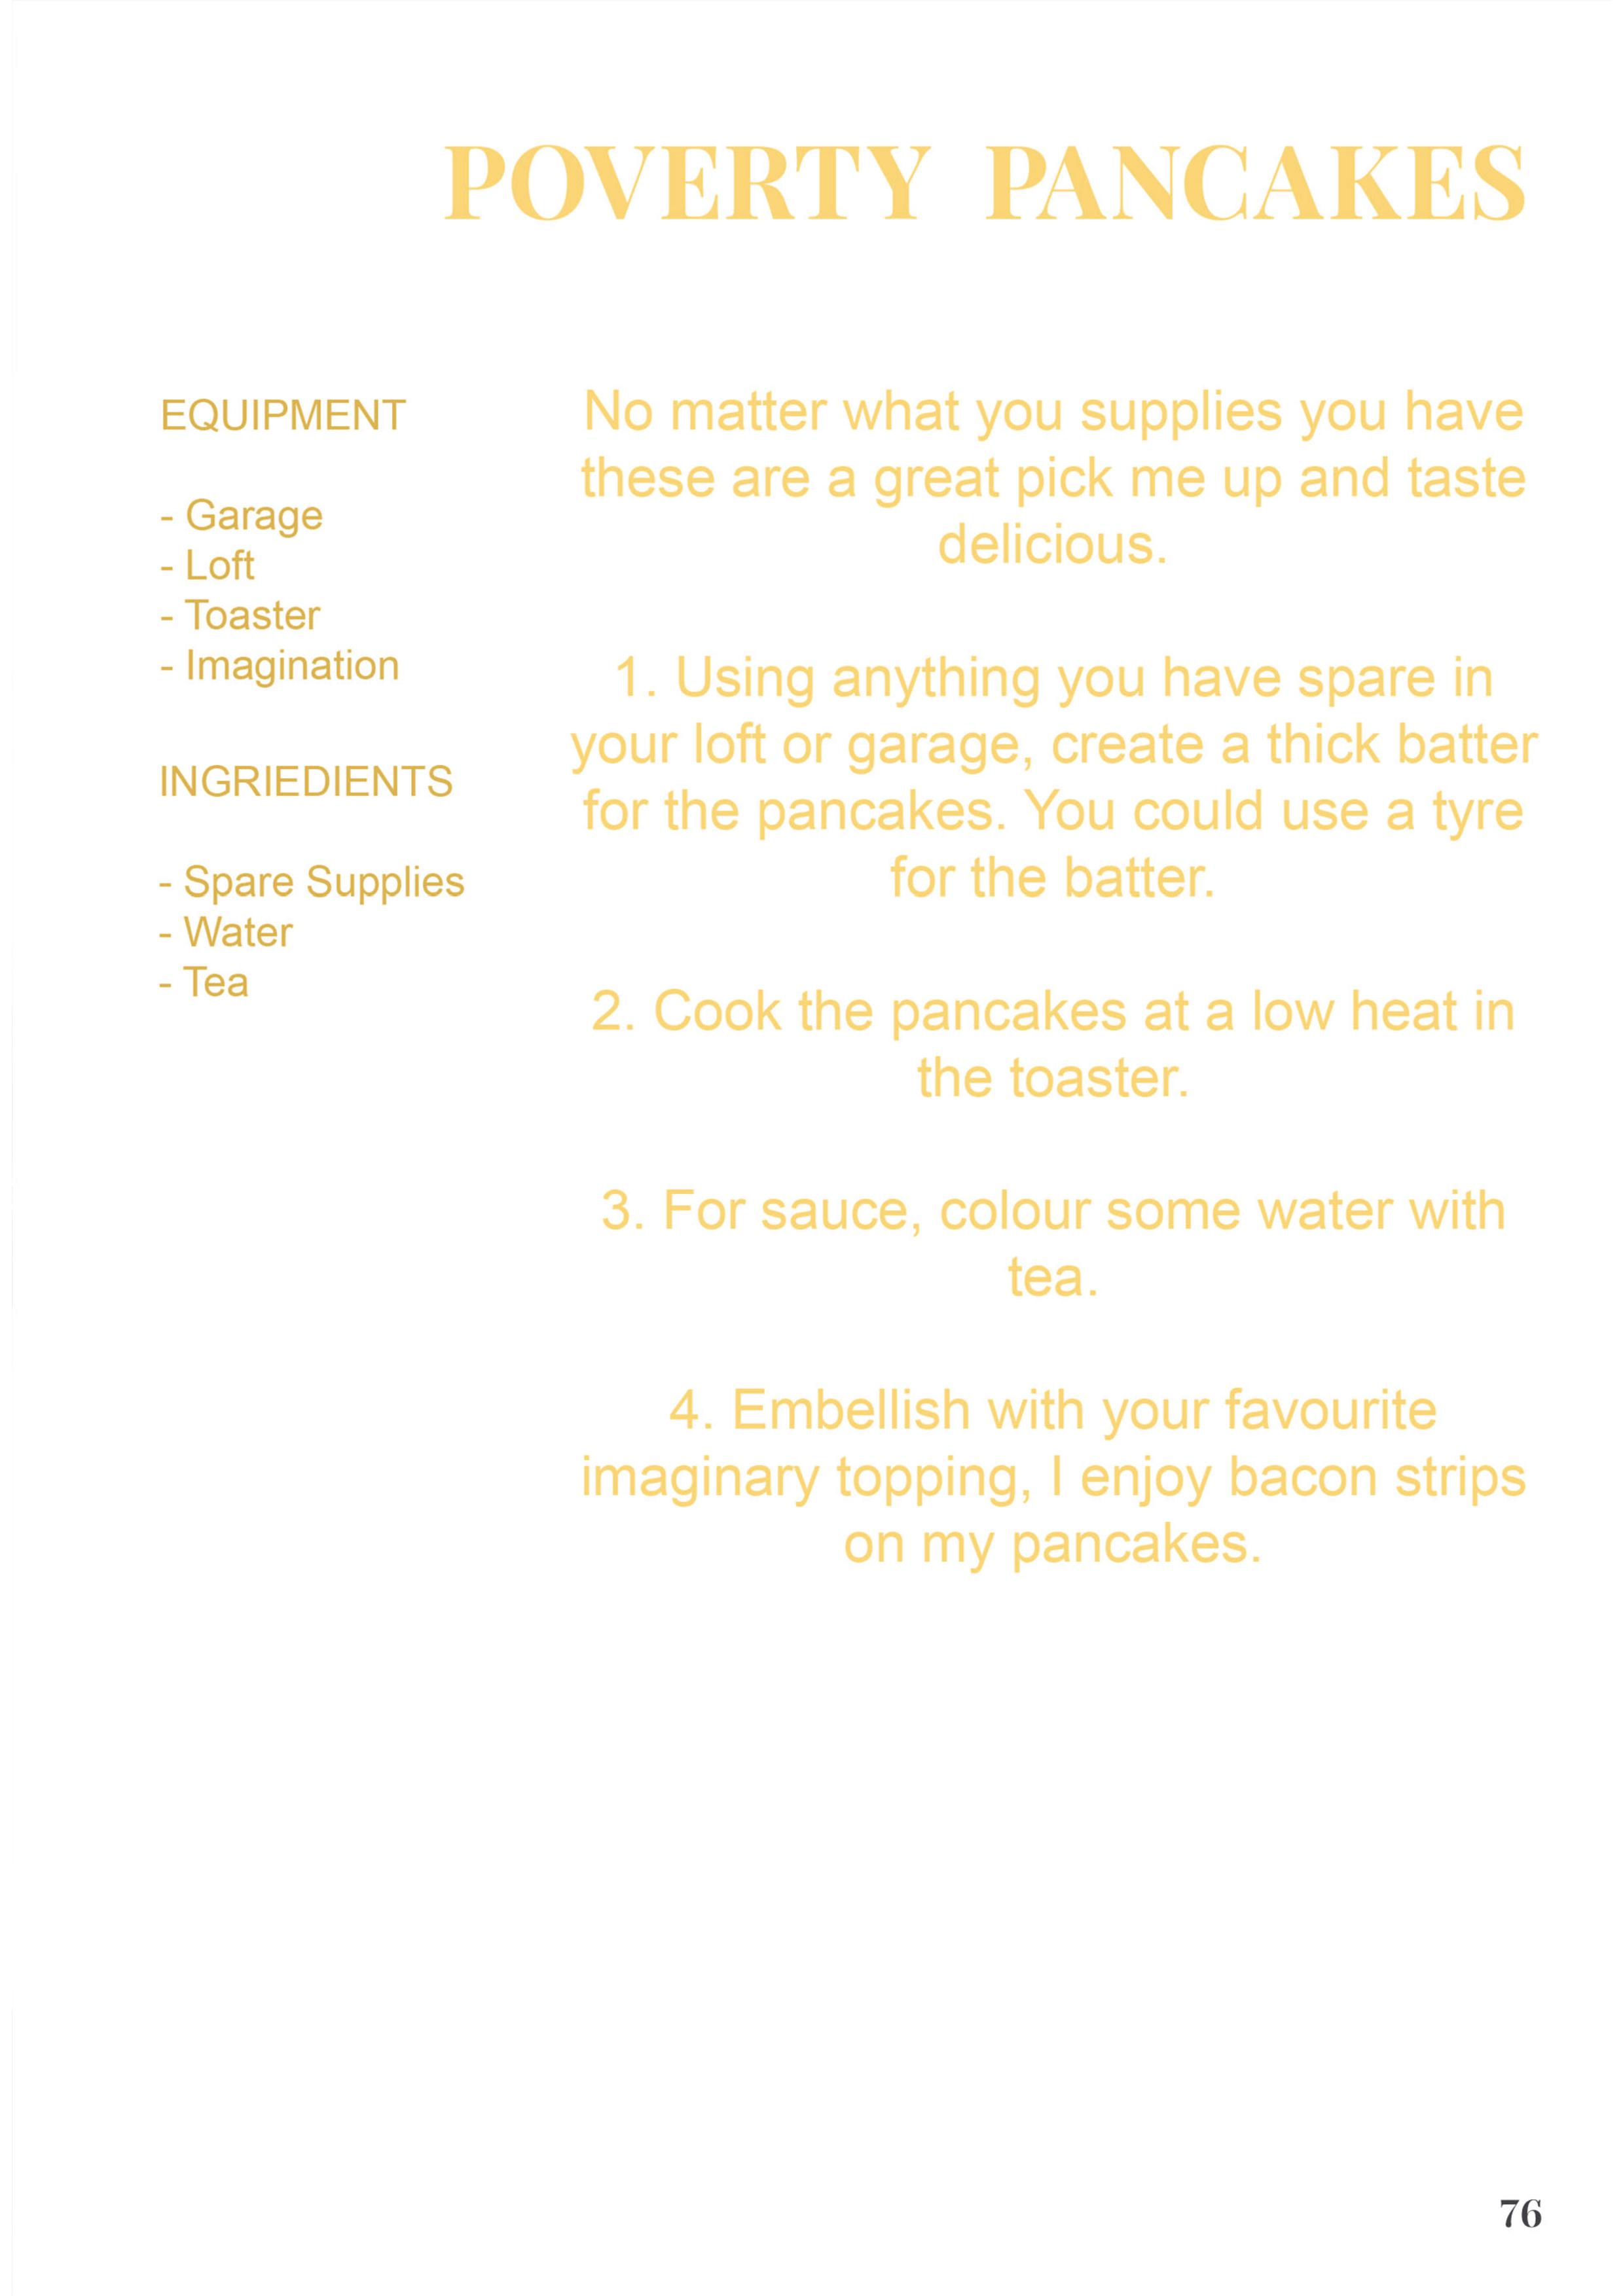 POVERTY PANCAKES
EQUIPMENT
- Garage
- Loft
- Toaster
- Imagination
INGRIEDIENTS
- Spare Supplies
- Water
- Tea
No matter what you supplies you have
these are a great pick me up and taste
delicious.
1. Using anything you have spare in
your loft or garage, create a thick batter
for the pancakes. You could use a tyre
for the batter.
2. Cook the pancakes at a low heat in
the toaster.
3. For sauce, colour some water with
tea.
4. Embellish with your favourite
imaginary topping, I enjoy bacon strips
on my pancakes.
76